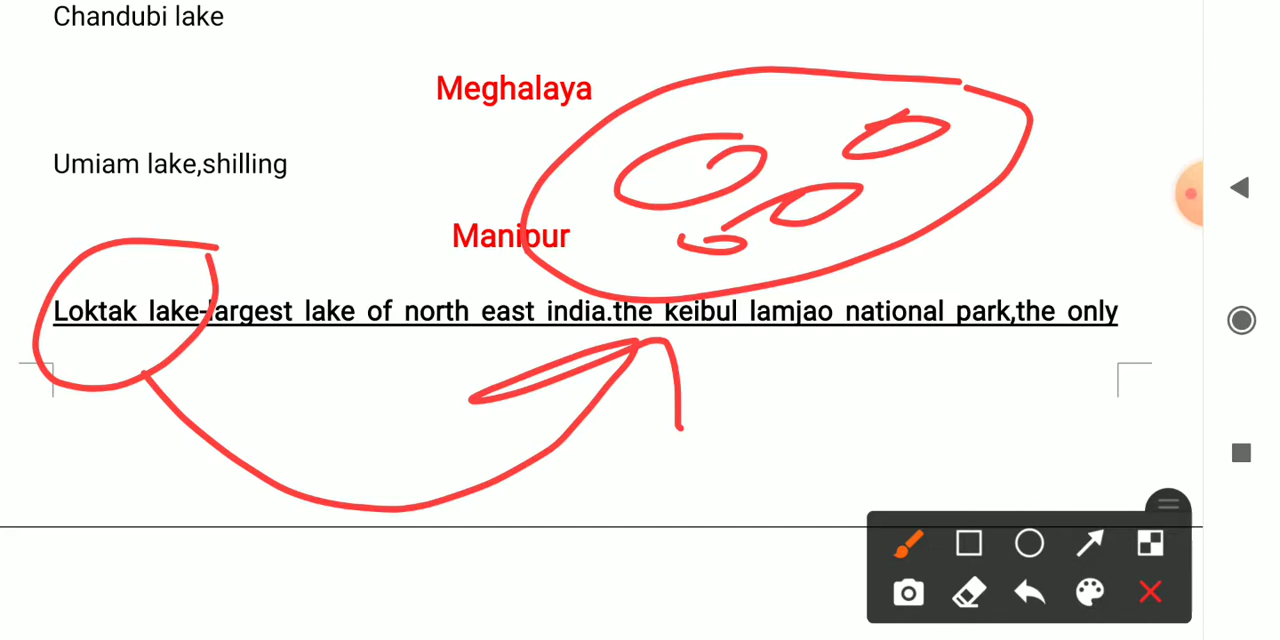 Chandubi lake
Meghalaya
Umiam lake,shilling
Manipur
Loktak lake-largest lake of north east india.the keibul lamjao national park,the only